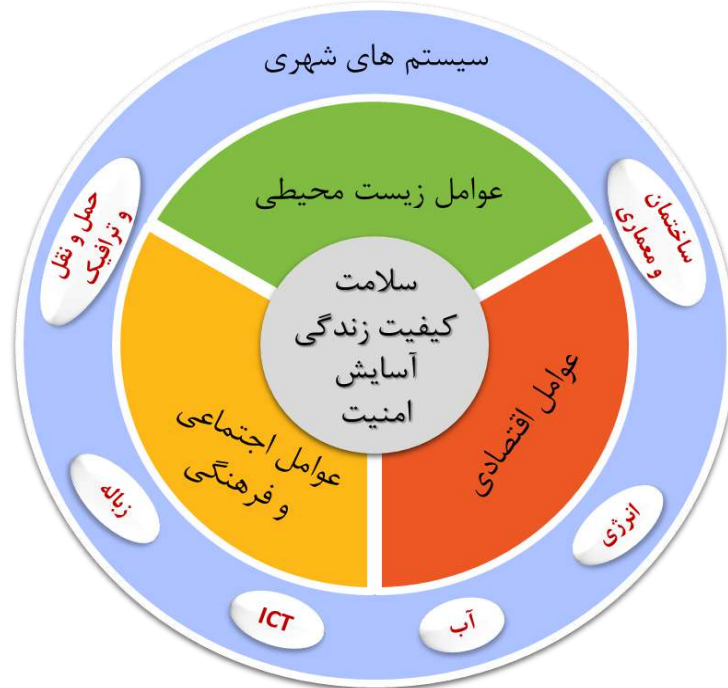 سیستم های شهری
ساختمان
و معماری
حمل و نقل
و ترافیک
عوامل زیست محیطی
سلامت
کیفیت زندگی
آسایش
امنیت
عوامل اقتصادی
عوامل اجتماعی
و فرهنگی
انرژی
زباله
آب
ICT